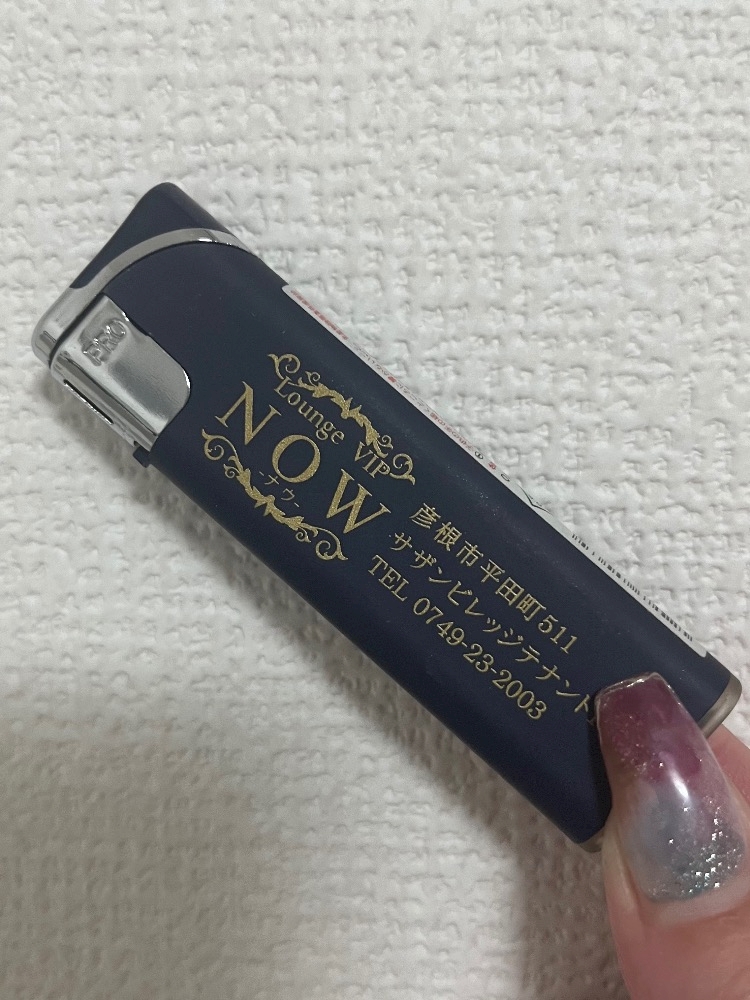 PRO
Lounge VIP
NOW
-ナウ-
彦根市平田町511
サザンビレッジテナント
TEL 0749-23-2003